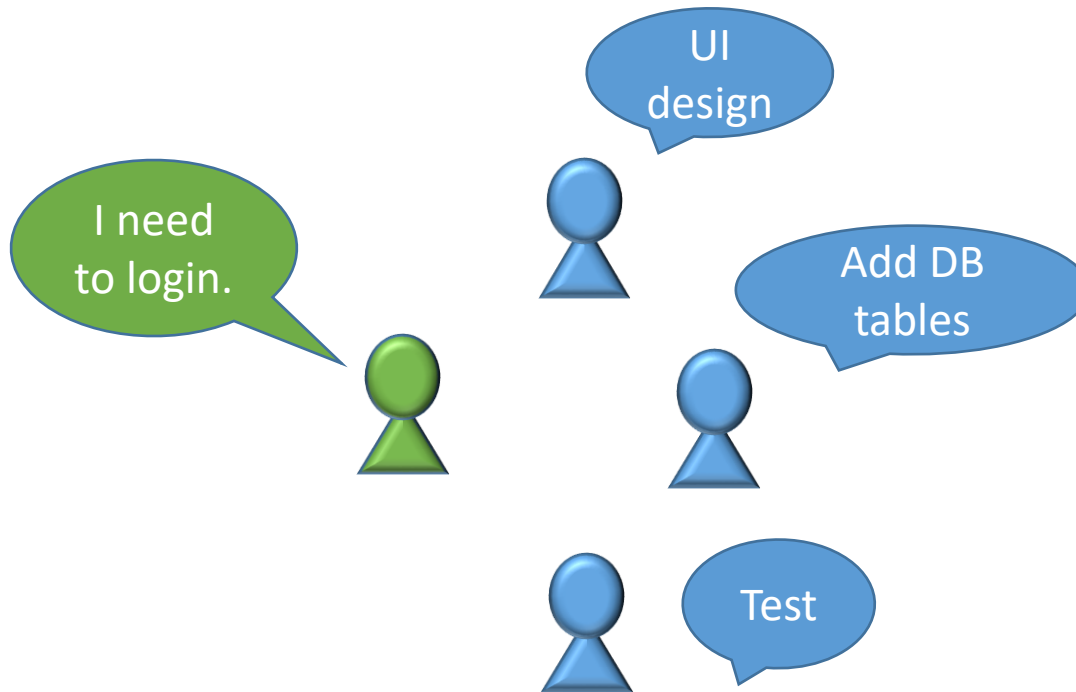 UI
design
I need
to login.
Add DB
tables
Test